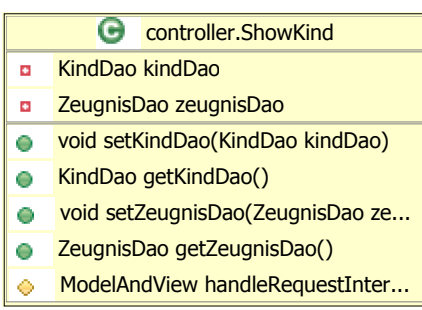 C controller.ShowKind
KindDao kindDao
ZeugnisDao zeugnisDao
void setKindDao(KindDao kindDao)
KindDao getKindDao()
void setZeugnisDao(ZeugnisDao ze...
ZeugnisDao getZeugnisDao()
ModelAndView handleRequestInter...